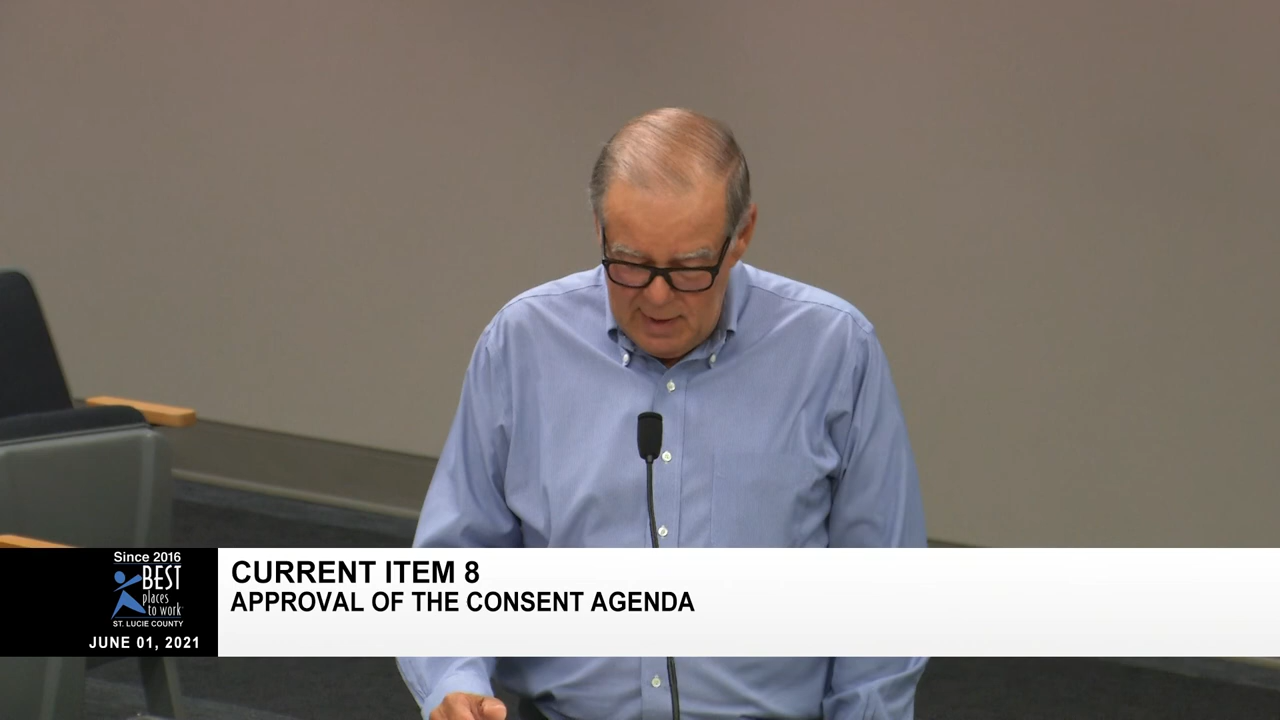 Since 2016
BEST
places
to work
ST. LUCIE COUNTY
JUNE 01, 2021
CURRENT ITEM 8
APPROVAL OF THE CONSENT AGENDA